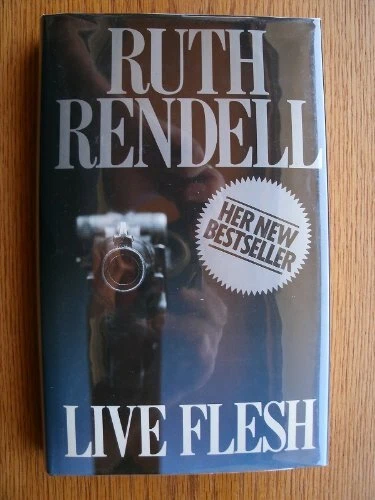 RUTH
RENDELL
HER NEW
BESTSELLER
LIVE FLESH